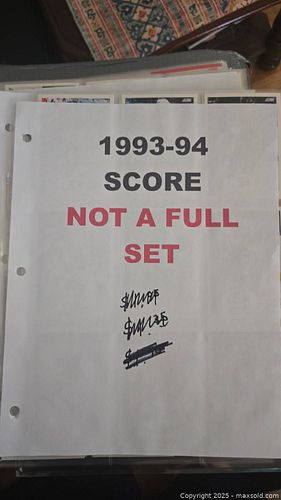 1993-94
SCORE
NOT A FULL
SET
Copyright © 2025 - maxsold.com